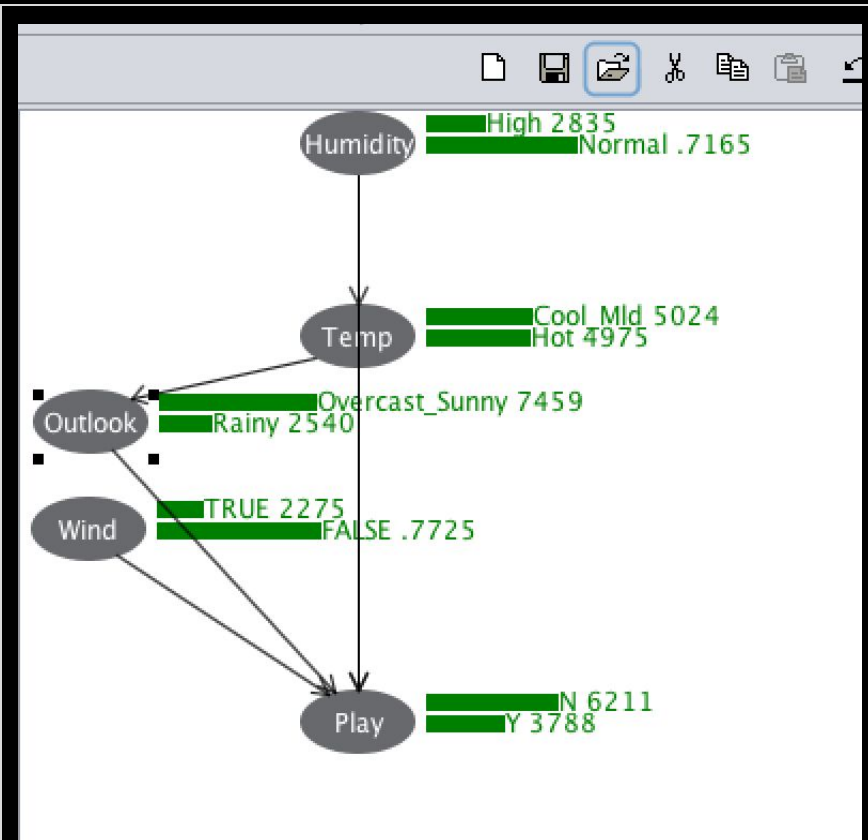 Humidity
High 2835
Normal .7165
Temp
Cool_Mld 5024
Hot 4975
Outlook
Overcast_Sunny 7459
Rainy 2540
Wind
TRUE 2275
FALSE .7725
Play
N 6211
Y 3788